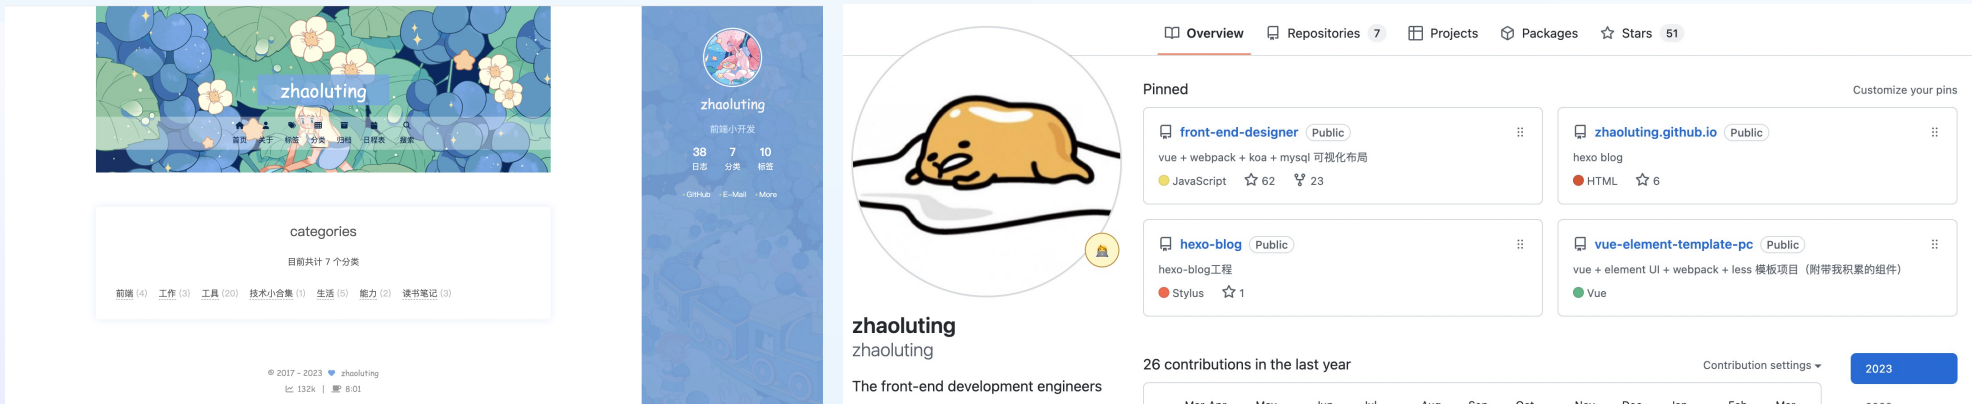 zhaoluting
首页 关于 标签 分类 归档 日程表 搜索
categories
目前共计 7 个分类
前端 (4) 工作 (3) 工具 (20) 技术小合集 (1) 生活 (5) 能力 (2) 读书笔记 (3)
© 2017 - 2023 zhaoluting
132k | 8:01
zhaoluting
前端小开发
38 7 10
日志 分类 标签
GitHub E-Mail More
Overview Repositories 7 Projects Packages Stars 51
zhaoluting
zhaoluting
The front-end development engineers
Pinned Customize your pins
front-end-designer Public
vue + webpack + koa + mysql 可视化布局
JavaScript 62 23
zhaoluting.github.io Public
hexo blog
HTML 6
hexo-blog Public
hexo-blog工程
Stylus 1
vue-element-template-pc Public
vue + element UI + webpack + less 模板项目（附带我积累的组件）
Vue
26 contributions in the last year Contribution settings 2023